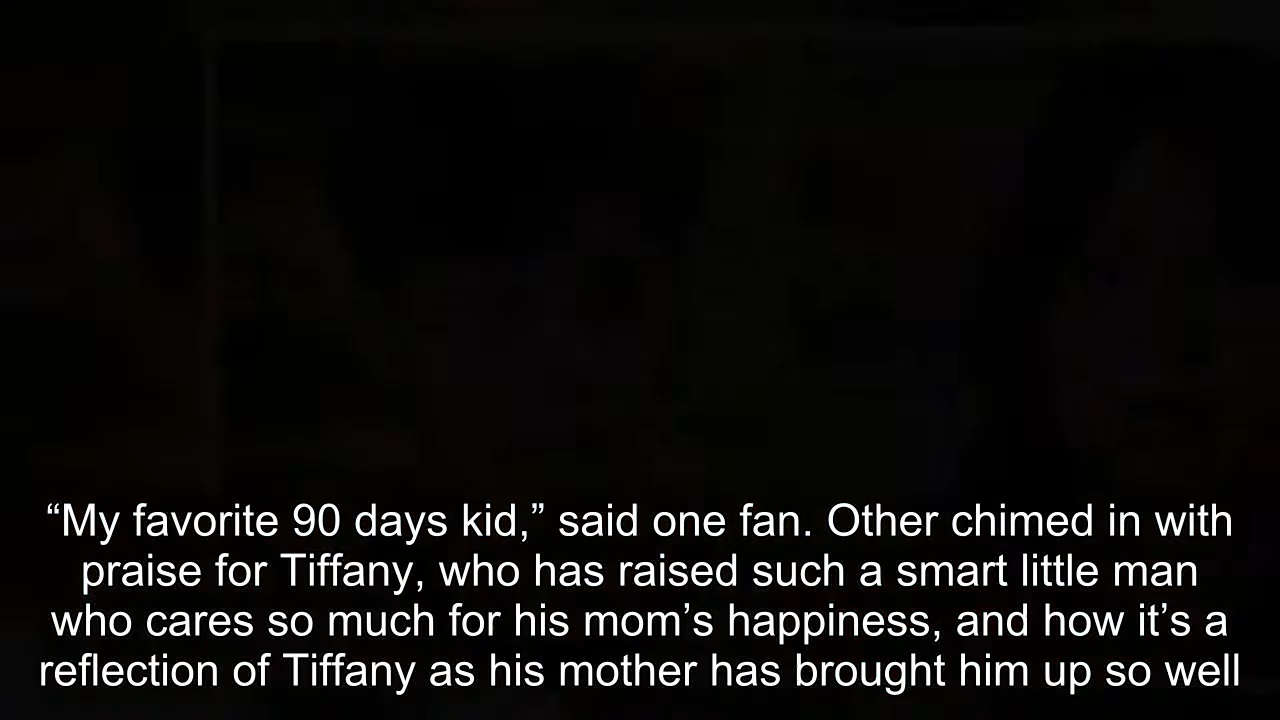 “My favorite 90 days kid,” said one fan. Other chimed in with
praise for Tiffany, who has raised such a smart little man
who cares so much for his mom’s happiness, and how it’s a
reflection of Tiffany as his mother has brought him up so well